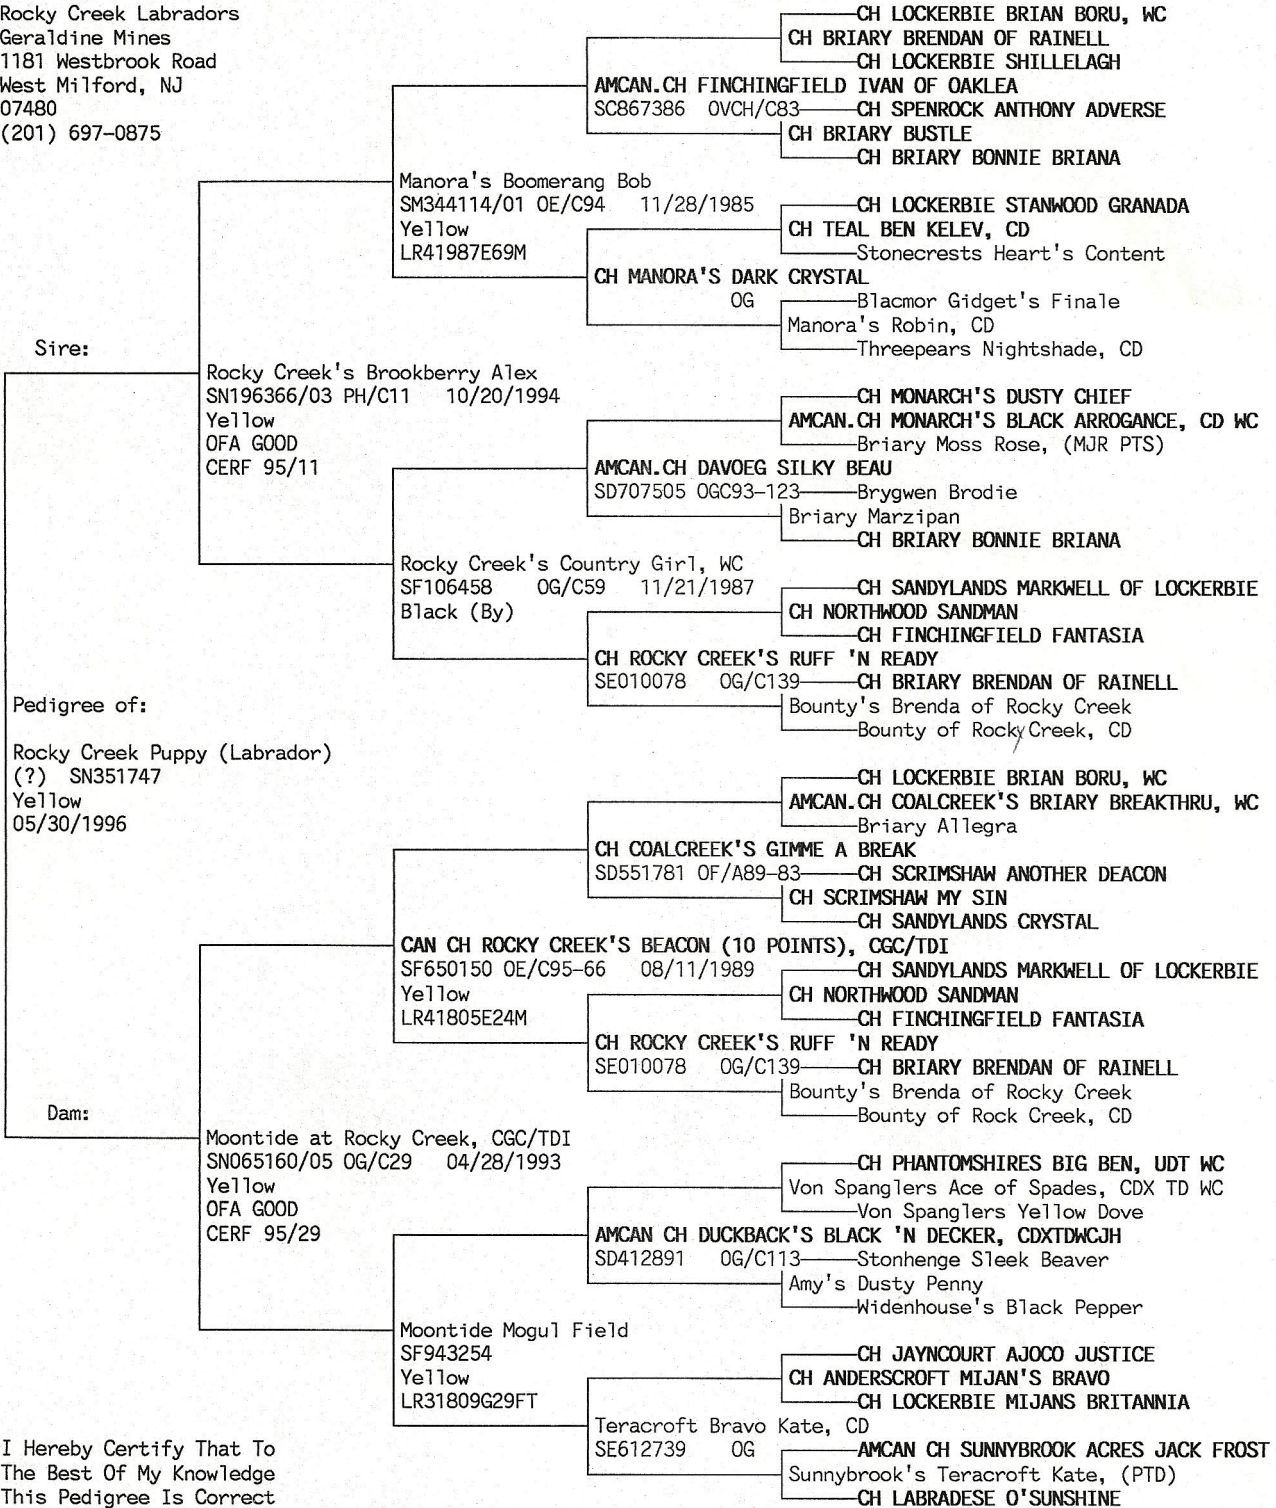 Rocky Creek Labradors
Geraldine Mines
1181 Westbrook Road
West Milford, NJ
07480
(201) 697-0875
CH LOCKERBIE BRIAN BORU, WC
CH BRIARY BRENDAN OF RAINELL
CH LOCKERBIE SHILLELAGH
AMCAN.CH FINCHINGFIELD IVAN OF OAKLEA
SC867386 OVCH/C83 CH SPENROCK ANTHONY ADVERSE
CH BRIARY BUSTLE
CH BRIARY BONNIE BRIANA
Manora's Boomerang Bob
SM344114/01 OE/C94 11/28/1985
Yellow
LR41987E69M
CH LOCKERBIE STANWOOD GRANADA
CH TEAL BEN KELEV, CD
Stonecrests Heart's Content
CH MANORA'S DARK CRYSTAL
OG Blacmor Gidget's Finale
Manora's Robin, CD
Threepears Nightshade, CD
Sire:
Rocky Creek's Brookberry Alex
SN196366/03 PH/C11 10/20/1994
Yellow
OFA GOOD
CERF 95/11
CH MONARCH'S DUSTY CHIEF
AMCAN.CH MONARCH'S BLACK ARROGANCE, CD WC
Briary Moss Rose, (MJR PTS)
AMCAN.CH DAVOEG SILKY BEAU
SD707505 OGC93-123 Brygwen Brodie
Briary Marzipan
CH BRIARY BONNIE BRIANA
Rocky Creek's Country Girl, WC
SF106458 OG/C59 11/21/1987
Black (By)
CH SANDYLANDS MARKWELL OF LOCKERBIE
CH NORTHWOOD SANDMAN
CH FINCHINGFIELD FANTASIA
CH ROCKY CREEK'S RUFF 'N READY
SE010078 OG/C139 CH BRIARY BRENDAN OF RAINELL
Bounty's Brenda of Rocky Creek
Bounty of Rocky Creek, CD
Pedigree of:
Rocky Creek Puppy (Labrador)
(?) SN351747
Yellow
05/30/1996
CH LOCKERBIE BRIAN BORU, WC
AMCAN.CH COALCREEK'S BRIARY BREAKTHRU, WC
Briary Allegra
CH COALCREEK'S GIMME A BREAK
SD551781 OF/A89-83 CH SCRIMSHAW ANOTHER DEACON
CH SCRIMSHAW MY SIN
CH SANDYLANDS CRYSTAL
CAN CH ROCKY CREEK'S BEACON (10 POINTS), CGC/TDI
SF650150 OE/C95-66 08/11/1989
Yellow
LR41805E24M
CH SANDYLANDS MARKWELL OF LOCKERBIE
CH NORTHWOOD SANDMAN
CH FINCHINGFIELD FANTASIA
CH ROCKY CREEK'S RUFF 'N READY
SE010078 OG/C139 CH BRIARY BRENDAN OF RAINELL
Bounty's Brenda of Rocky Creek
Bounty of Rock Creek, CD
Dam:
Moontide at Rocky Creek, CGC/TDI
SN065160/05 OG/C29 04/28/1993
Yellow
OFA GOOD
CERF 95/29
CH PHANTOMSHIRES BIG BEN, UDT WC
Von Spanglers Ace of Spades, CDX TD WC
Von Spanglers Yellow Dove
AMCAN CH DUCKBACK'S BLACK 'N DECKER, CDXTDWCJH
SD412891 OG/C113 Stonhenge Sleek Beaver
Amy's Dusty Penny
Widenhouse's Black Pepper
Moontide Mogul Field
SF943254
Yellow
LR31809G29FT
CH JAYNCOURT AJOCO JUSTICE
CH ANDERSCROFT MIJAN'S BRAVO
CH LOCKERBIE MIJANS BRITANNIA
Teracroft Bravo Kate, CD
SE612739 OG AMCAN CH SUNNYBROOK ACRES JACK FROST
Sunnybrook's Teracroft Kate, (PTD)
CH LABRADESE O'SUNSHINE
I Hereby Certify That To
The Best Of My Knowledge
This Pedigree Is Correct